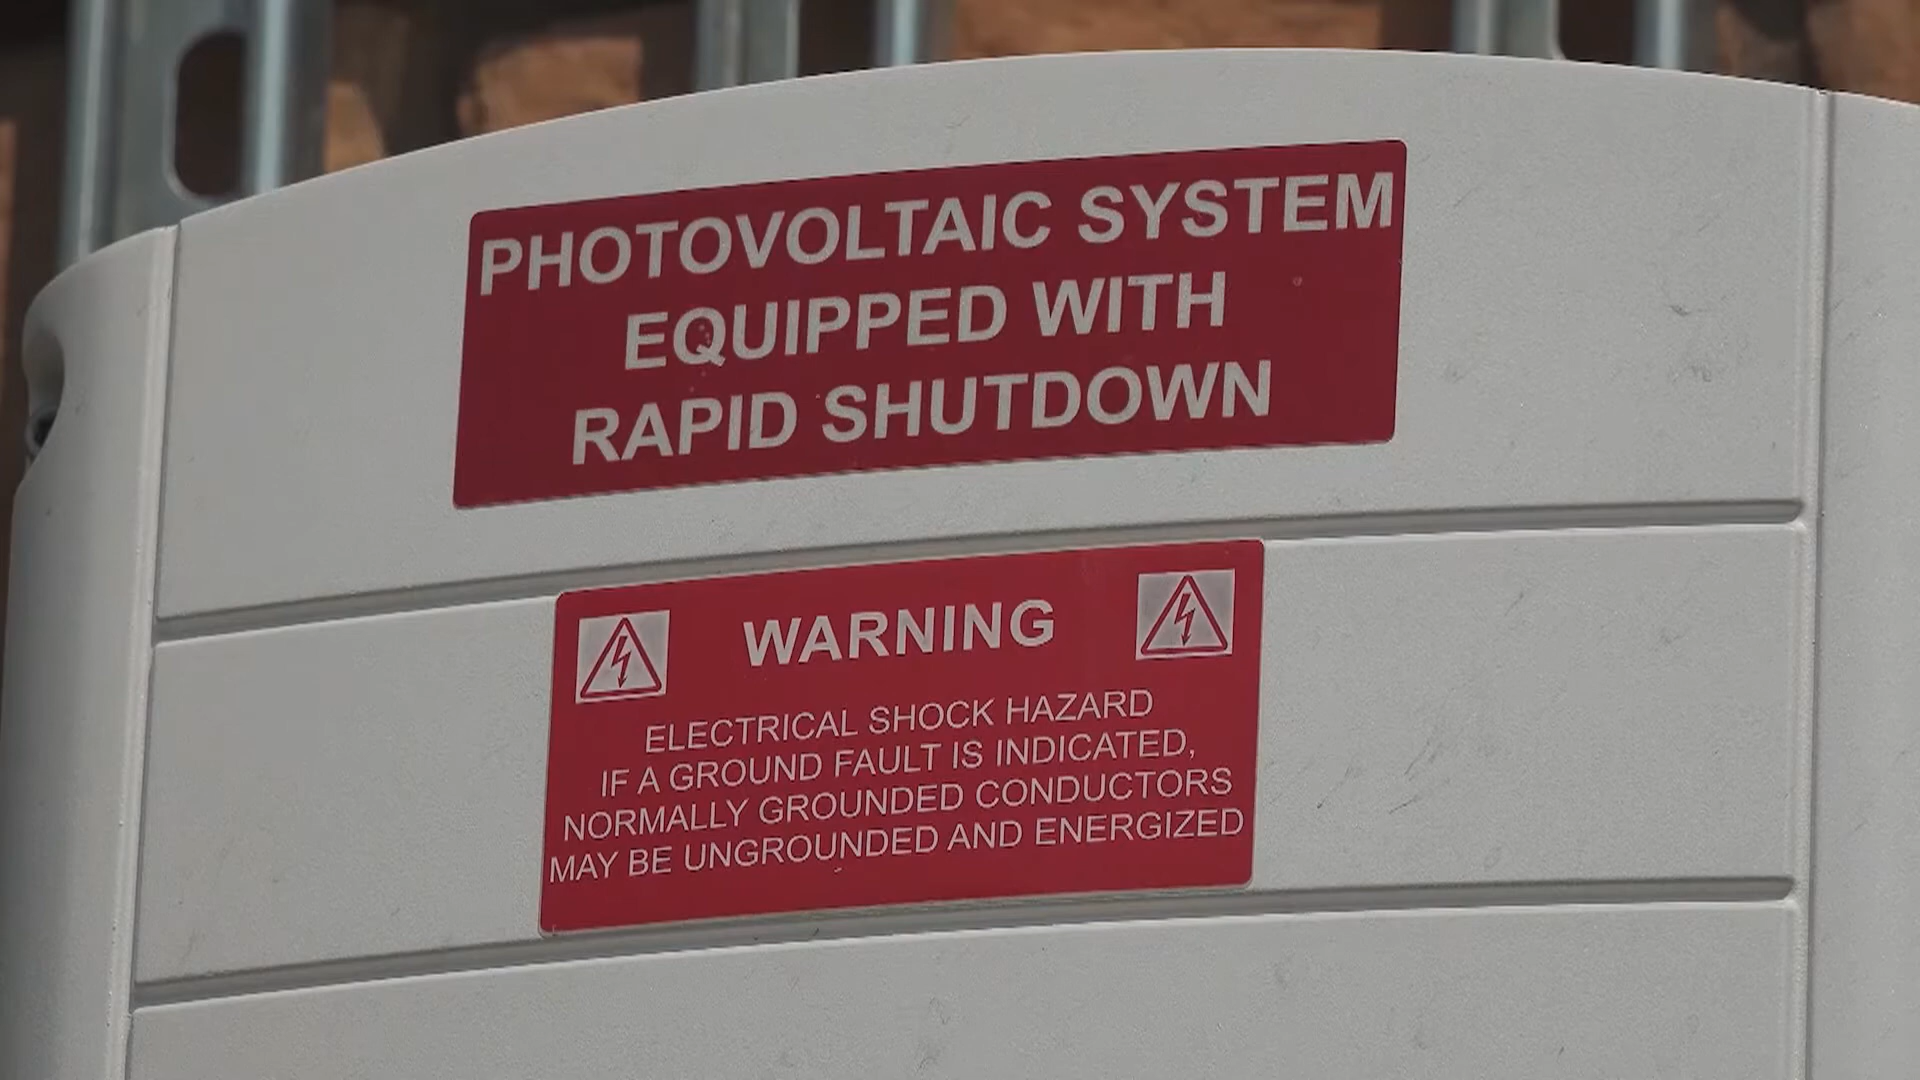 PHOTOVOLTAIC SYSTEM
EQUIPPED WITH
RAPID SHUTDOWN
WARNING
ELECTRICAL SHOCK HAZARD
IF A GROUND FAULT IS INDICATED,
NORMALLY GROUNDED CONDUCTORS
MAY BE UNGROUNDED AND ENERGIZED